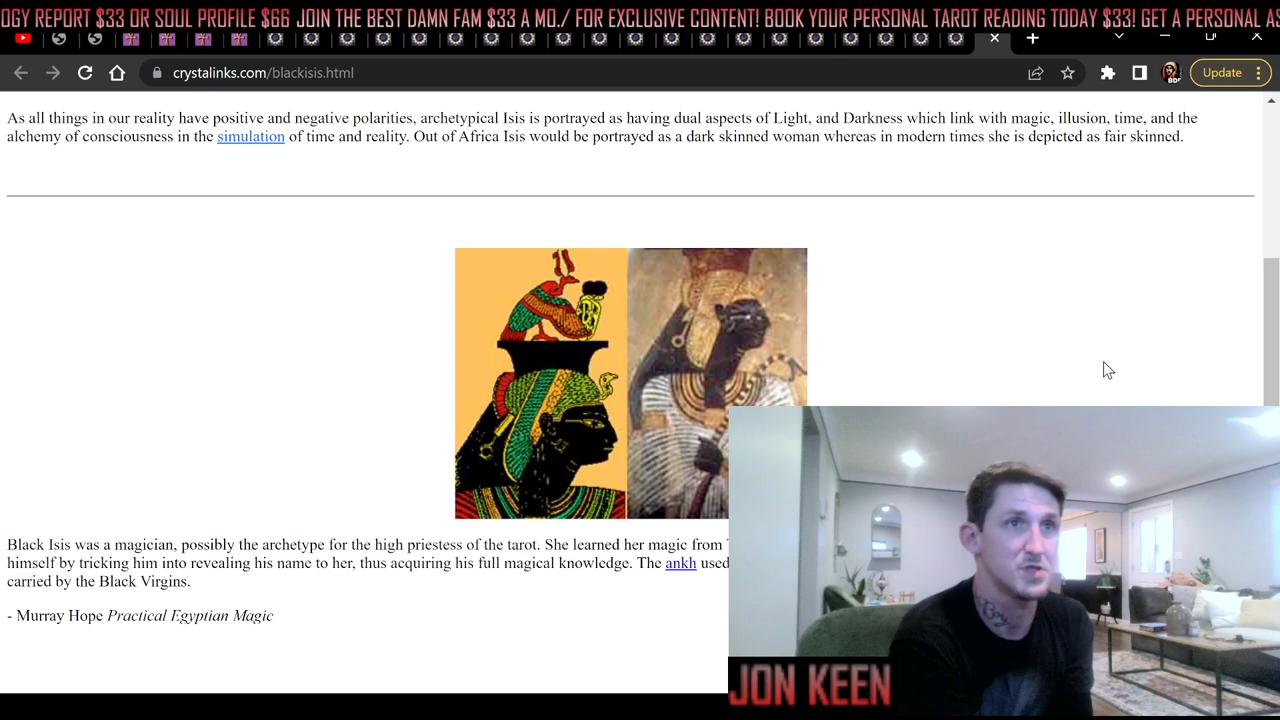 OGY REPORT $33 OR SOUL PROFILE $66 JOIN THE BEST DAMN FAM $33 A MO./ FOR EXCLUSIVE CONTENT! BOOK YOUR PERSONAL TAROT READING TODAY $33! GET A PERSONAL AS
crystalinks.com/blackisis.html
Update
As all things in our reality have positive and negative polarities, archetypical Isis is portrayed as having dual aspects of Light, and Darkness which link with magic, illusion, time, and the
alchemy of consciousness in the simulation of time and reality. Out of Africa Isis would be portrayed as a dark skinned woman whereas in modern times she is depicted as fair skinned.
Black Isis was a magician, possibly the archetype for the high priestess of the tarot. She learned her magic from
himself by tricking him into revealing his name to her, thus acquiring his full magical knowledge. The ankh used
carried by the Black Virgins.
- Murray Hope Practical Egyptian Magic
JON KEEN